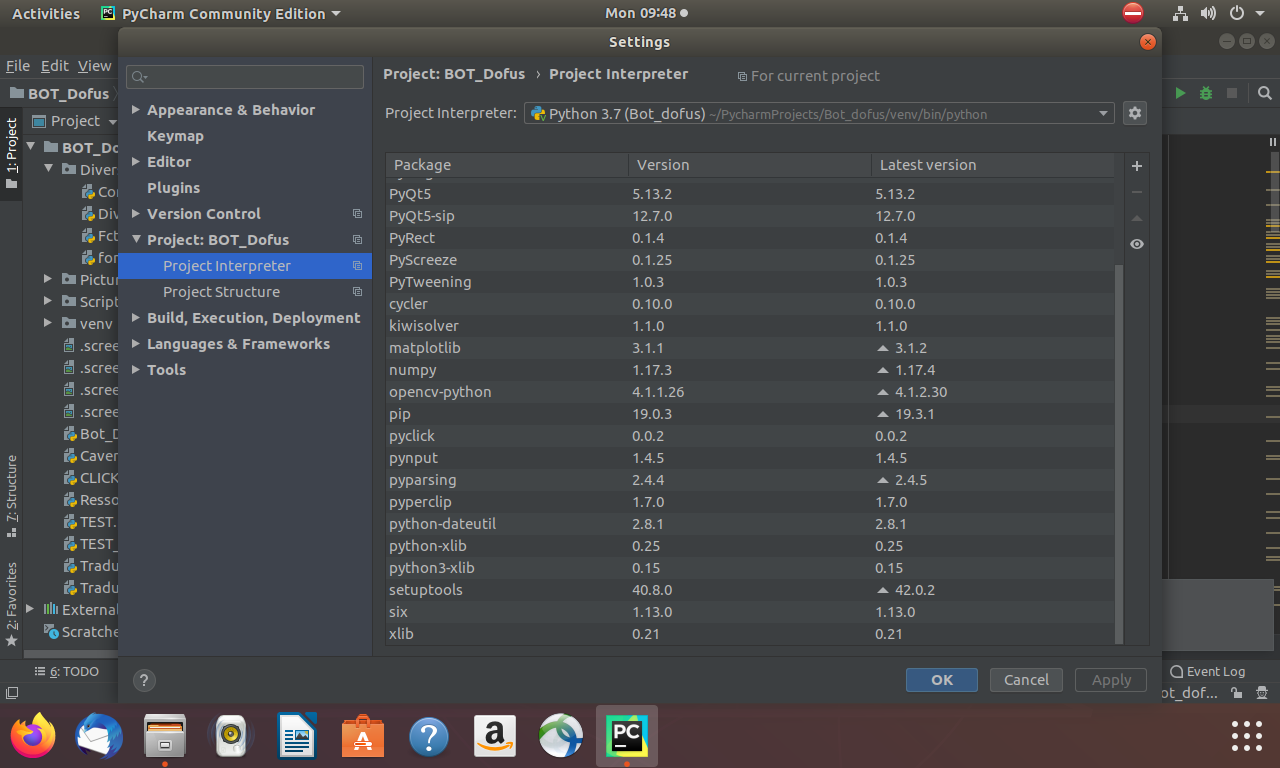 Activities PyCharm Community Edition Mon 09:48
Settings
File Edit View
BOT_Dofus
Project
1: Project
7: Structure
2: Favorites
BOT_Do
Diver
Co
Div
Fct
for
Pictur
Script
venv
.scree
.scree
.scree
.scree
Bot_D
Caver
CLICK
Resso
TEST.
TEST_
Tradu
Tradu
External
Scratche
Appearance & Behavior
Keymap
Editor
Plugins
Version Control
Project: BOT_Dofus
Project Interpreter
Project Structure
Build, Execution, Deployment
Languages & Frameworks
Tools
Project: BOT_Dofus › Project Interpreter For current project
Project Interpreter: Python 3.7 (Bot_dofus) ~/PycharmProjects/Bot_dofus/venv/bin/python
Package Version Latest version
PyQt5 5.13.2 5.13.2
PyQt5-sip 12.7.0 12.7.0
PyRect 0.1.4 0.1.4
PyScreeze 0.1.25 0.1.25
PyTweening 1.0.3 1.0.3
cycler 0.10.0 0.10.0
kiwisolver 1.1.0 1.1.0
matplotlib 3.1.1 3.1.2
numpy 1.17.3 1.17.4
opencv-python 4.1.1.26 4.1.2.30
pip 19.0.3 19.3.1
pyclick 0.0.2 0.0.2
pynput 1.4.5 1.4.5
pyparsing 2.4.4 2.4.5
pyperclip 1.7.0 1.7.0
python-dateutil 2.8.1 2.8.1
python-xlib 0.25 0.25
python3-xlib 0.15 0.15
setuptools 40.8.0 42.0.2
six 1.13.0 1.13.0
xlib 0.21 0.21
? OK Cancel Apply
6: TODO Event Log
ot_dof...
PC